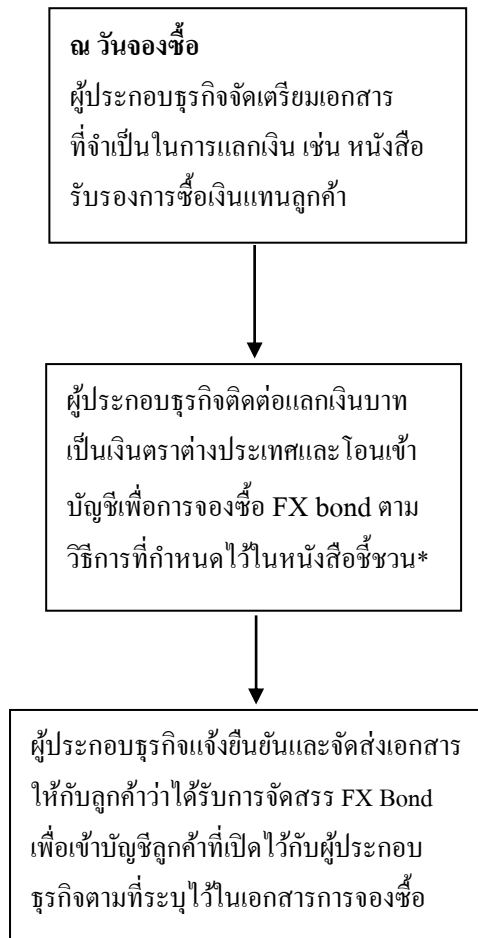 ณ วันจองซื้อ
ผู้ประกอบธุรกิจจัดเตรียมเอกสาร
ที่จำเป็นในการแลกเงิน เช่น หนังสือ
รับรองการซื้อเงินแทนลูกค้า
ผู้ประกอบธุรกิจติดต่อแลกเงินบาท
เป็นเงินตราต่างประเทศและโอนเข้า
บัญชีเพื่อการจองซื้อ FX bond ตาม
วิธีการที่กำหนดไว้ในหนังสือชี้ชวน*
ผู้ประกอบธุรกิจแจ้งยืนยันและจัดส่งเอกสาร
ให้กับลูกค้าว่าได้รับการจัดสรร FX Bond
เพื่อเข้าบัญชีลูกค้าที่เปิดไว้กับผู้ประกอบ
ธุรกิจตามที่ระบุไว้ในเอกสารการจองซื้อ